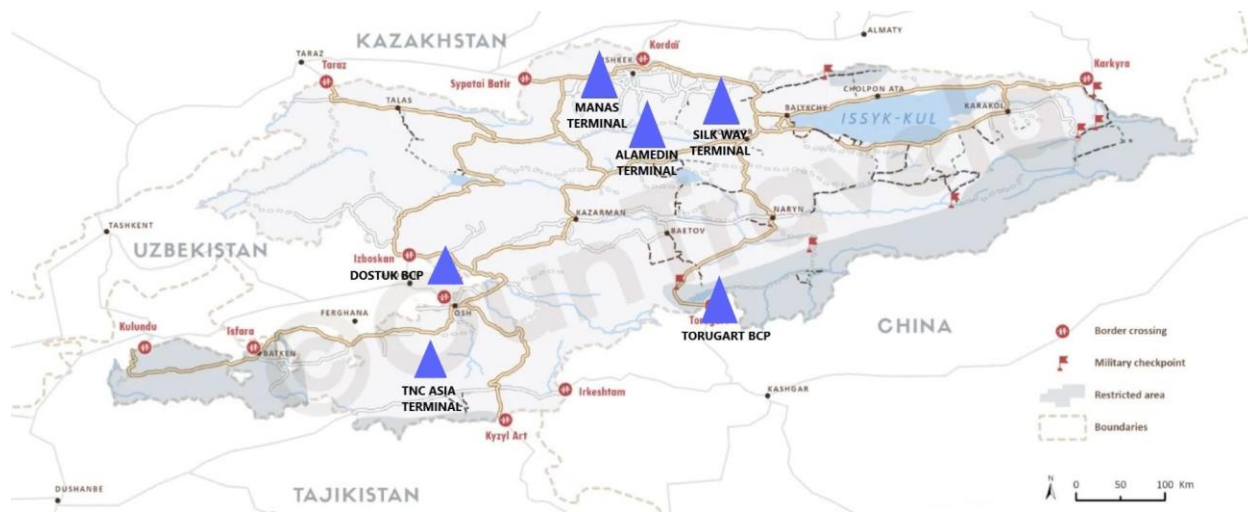 KAZAKHSTAN
ALMATY
TARAZ
Taraz
Sypatai Batir
Kordaï
SHKEK
Karkyra
TALAS
MANAS
TERMINAL
SILK WAY
TERMINAL
ALAMEDIN
TERMINAL
BALYKCHY
CHOLPON ATA
ISSYK-KUL
KARAKOL
TASHKENT
UZBEKISTAN
KAZARMAN
NARYN
BAETOV
Izboskan
DOSTUK BCP
FERGHANA
OSH
Kulundu
Isfara
BATKEN
TORUGART BCP
CHINA
TNC ASIA
TERMINAL
Irkeshtam
KASHGAR
Kyzyl Art
DUSHANBE
TAJIKISTAN
Border crossing
Military checkpoint
Restricted area
Boundaries
N
0 50 100 Km